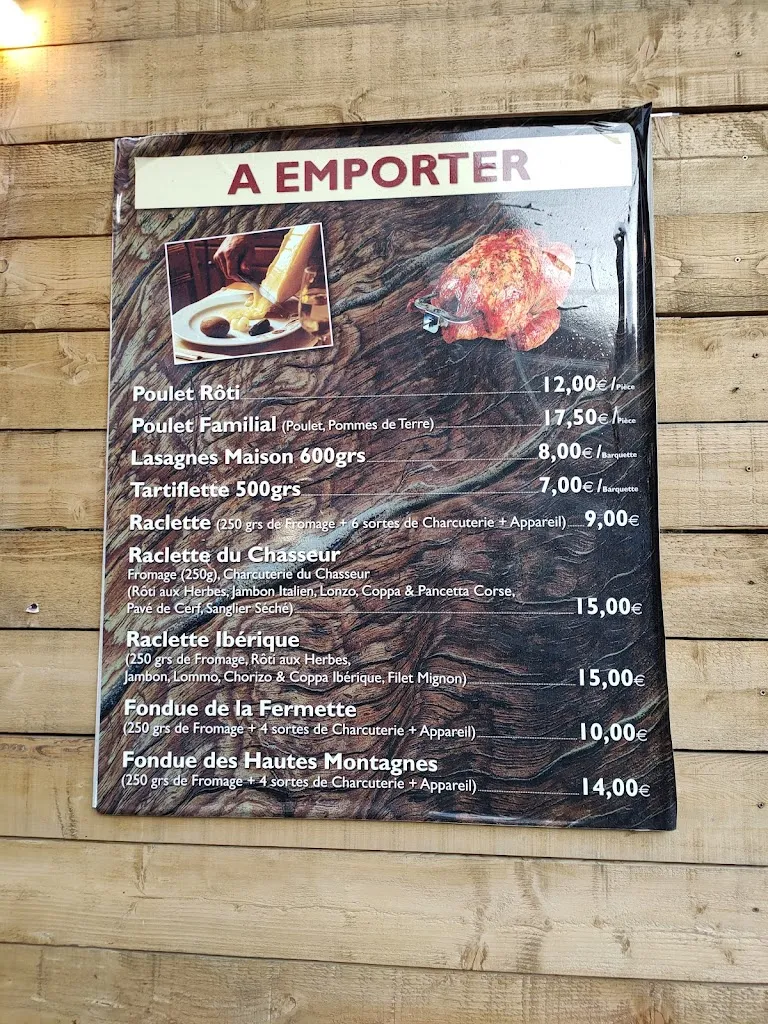 A EMPORTER
Poulet Rôti 12,00€/Pièce
Poulet Familial (Poulet, Pommes de Terre) 17,50€/Pièce
Lasagnes Maison 600grs 8,00€/Barquette
Tartiflette 500grs 7,00€/Barquette
Raclette (250 grs de Fromage + 6 sortes de Charcuterie + Appareil) 9,00€
Raclette du Chasseur
Fromage (250g), Charcuterie du Chasseur
(Rôti aux Herbes, Jambon Italien, Lonzo, Coppa & Pancetta Corse,
Pavé de Cerf, Sanglier Séché) 15,00€
Raclette Ibérique
(250 grs de Fromage, Rôti aux Herbes,
Jambon, Lommo, Chorizo & Coppa Ibérique, Filet Mignon) 15,00€
Fondue de la Fermette
(250 grs de Fromage + 4 sortes de Charcuterie + Appareil) 10,00€
Fondue des Hautes Montagnes
(250 grs de Fromage + 4 sortes de Charcuterie + Appareil) 14,00€